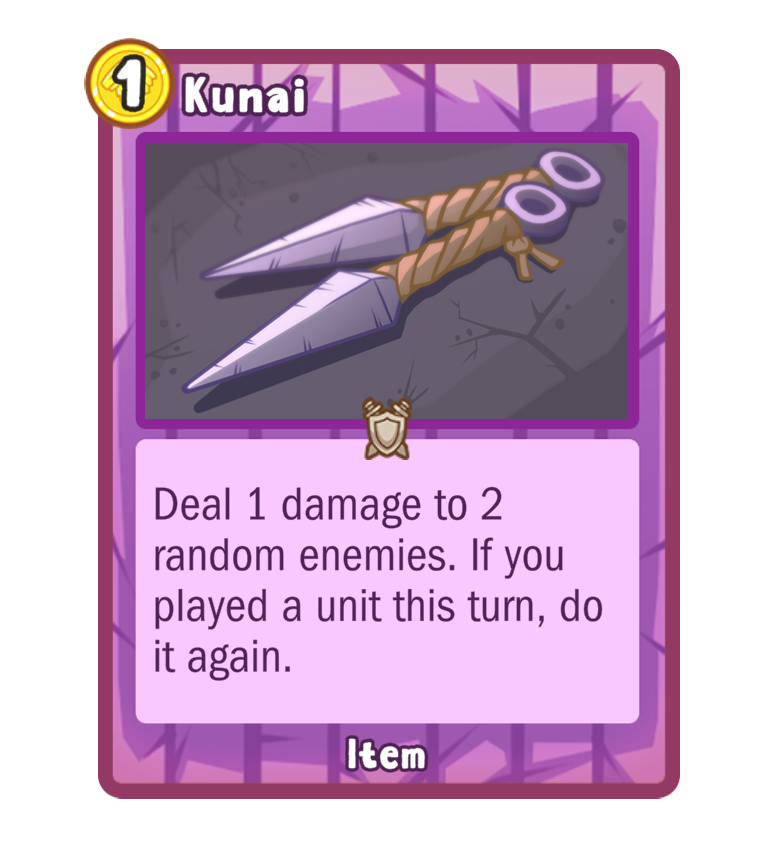 1
Kunai
Deal 1 damage to 2
random enemies. If you
played a unit this turn, do
it again.
Item